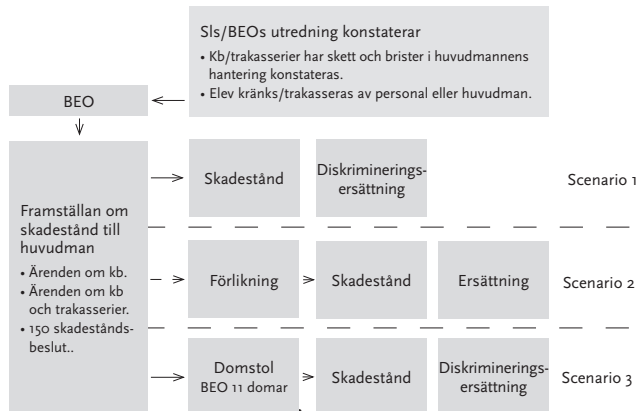 Sls/BEOs utredning konstaterar
• Kb/trakasserier har skett och brister i huvudmannens
hantering konstateras.
• Elev kränks/trakasseras av personal eller huvudman.
BEO
Framställan om
skadestånd till
huvudman
• Ärenden om kb.
• Ärenden om kb
och trakasserier.
• 150 skadestånds-
beslut..
Skadestånd
Diskriminerings-
ersättning
Scenario 1
Förlikning
Skadestånd
Ersättning
Scenario 2
Domstol
BEO 11 domar
Skadestånd
Diskriminerings-
ersättning
Scenario 3